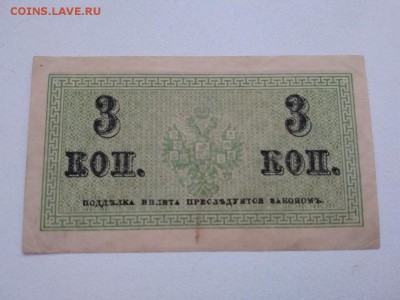 COINS.LAVE.RU
3 3
КОП. КОП.
ПОДДѢЛКА БИЛЕТА ПРЕСЛѢДУЕТСЯ ЗАКОНОМЪ.